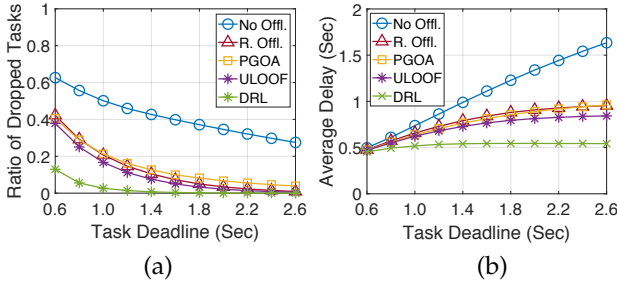 1
0.8
0.6
0.4
0.2
0
0.6 1.0 1.4 1.8 2.2 2.6
Ratio of Dropped Tasks
Task Deadline (Sec)
No Offl.
R. Offl.
PGOA
ULOOF
DRL
(a)
2
1.5
1
0.5
0
0.6 1.0 1.4 1.8 2.2 2.6
Average Delay (Sec)
Task Deadline (Sec)
No Offl.
R. Offl.
PGOA
ULOOF
DRL
(b)